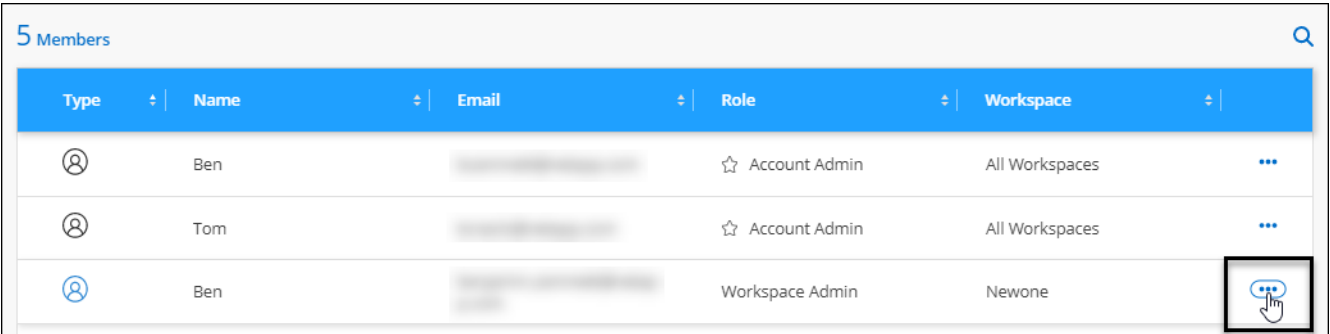 5 Members
Type Name Email Role Workspace
Ben Account Admin All Workspaces
Tom Account Admin All Workspaces
Ben Workspace Admin Newone